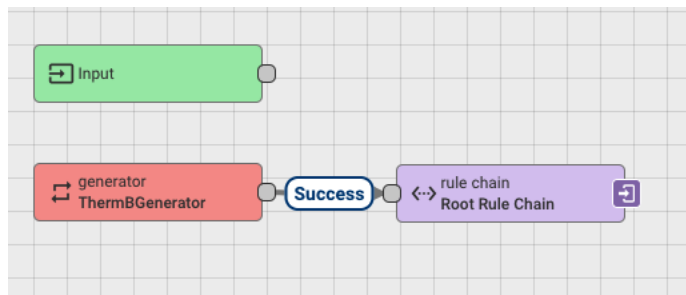 Input
generator
ThermBGenerator
Success
rule chain
Root Rule Chain